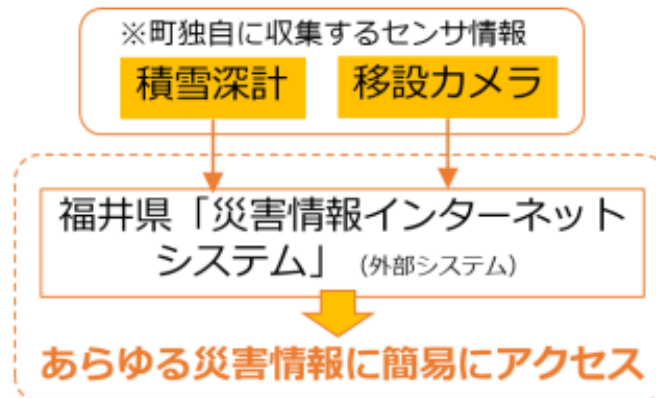 ※町独自に収集するセンサ情報
積雪深計 移設カメラ
福井県「災害情報インターネット
システム」（外部システム）
あらゆる災害情報に簡易にアクセス